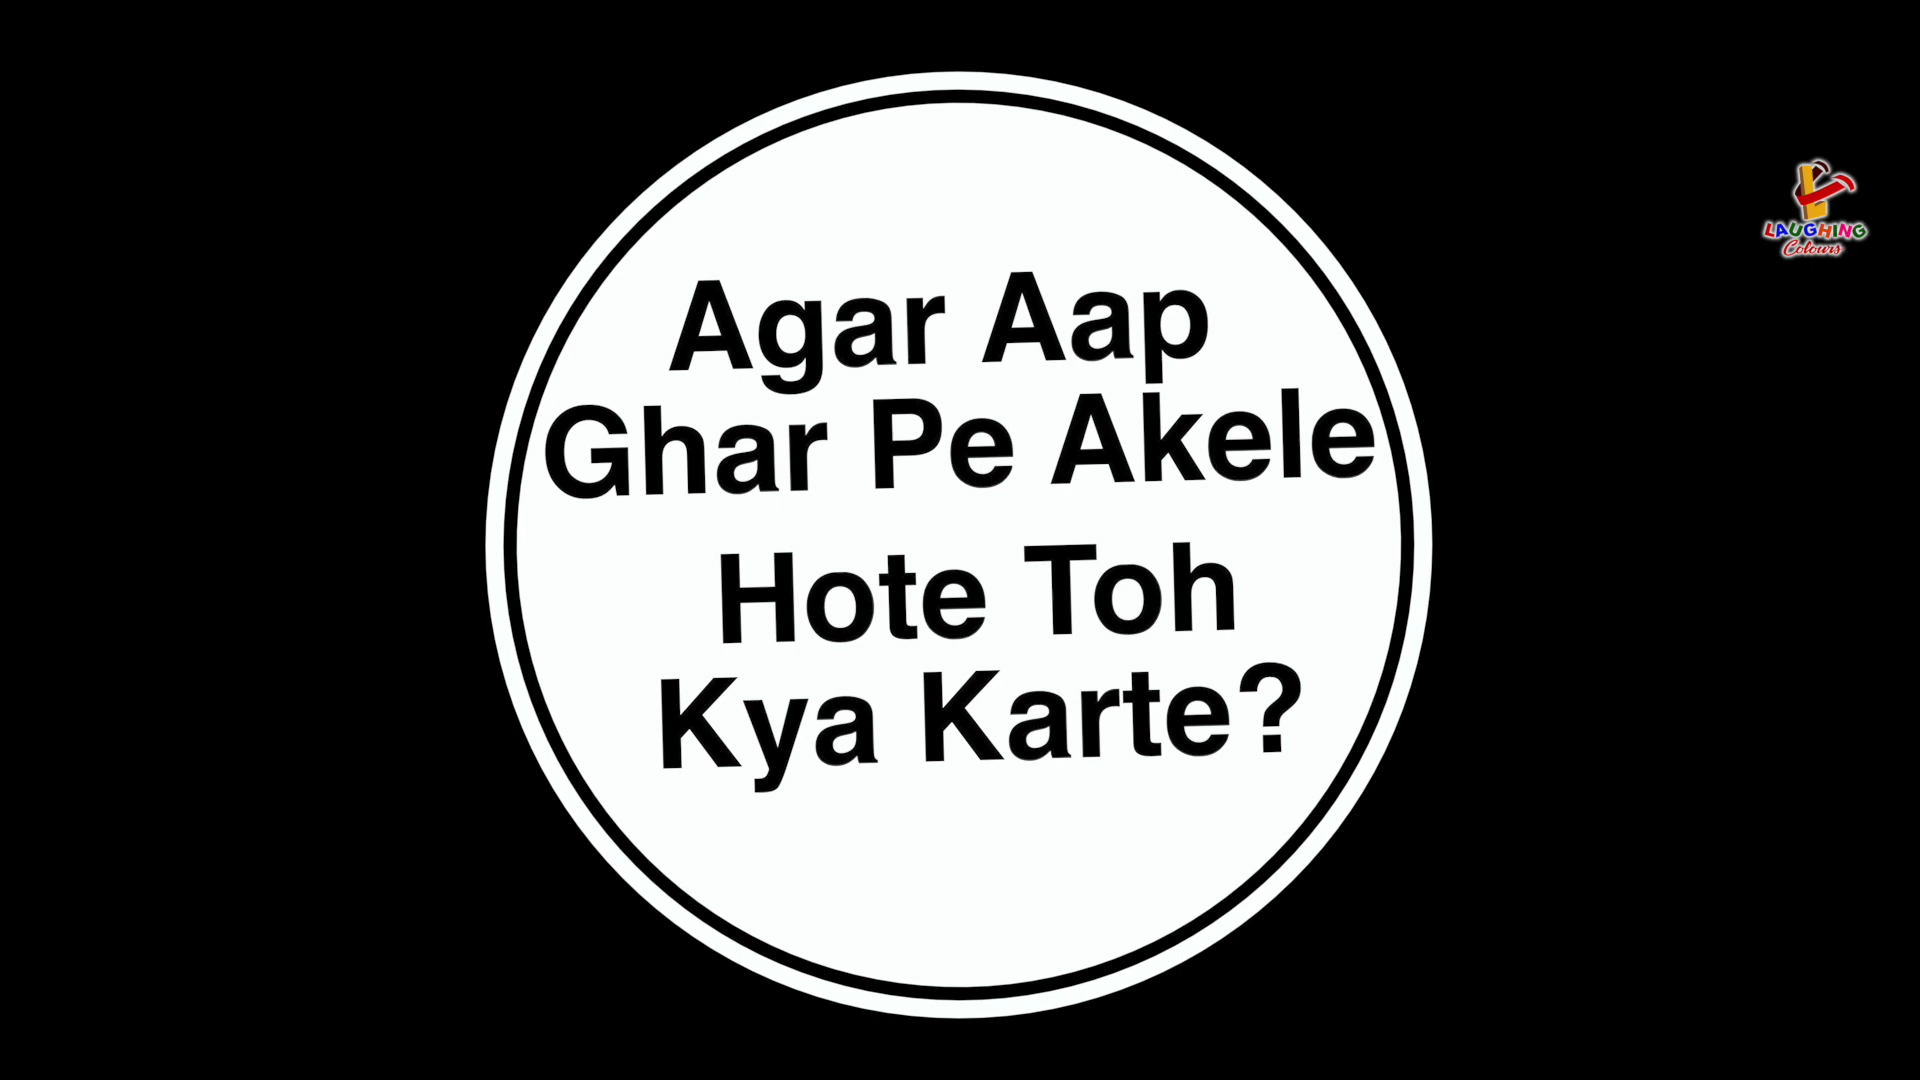 Agar Aap
Ghar Pe Akele
Hote Toh
Kya Karte?
LAUGHING
Colours